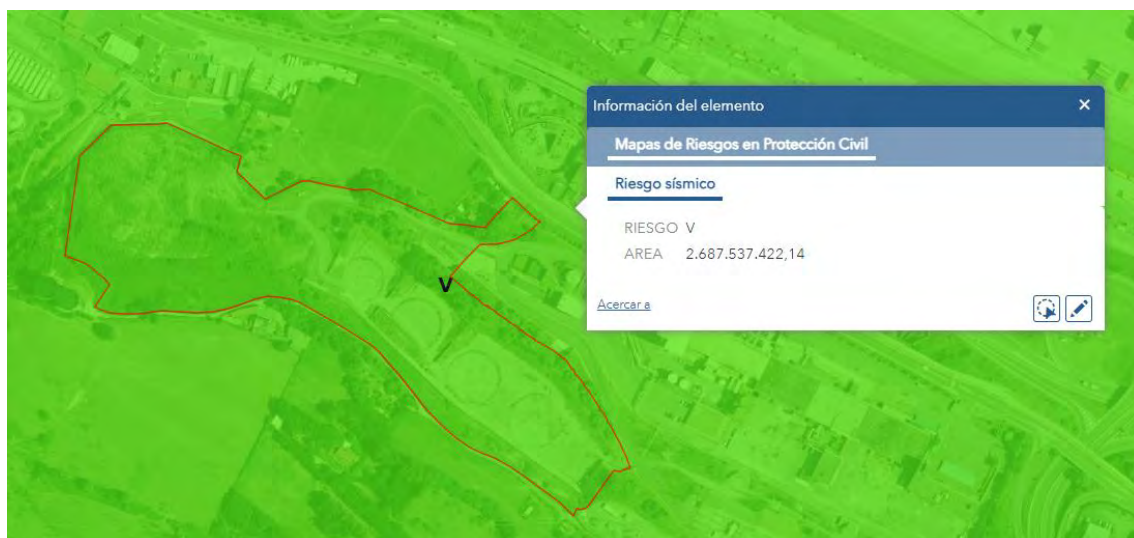 Información del elemento ×
Mapas de Riesgos en Protección Civil
Riesgo sísmico
RIESGO V
AREA 2.687.537.422,14
V
Acercar a